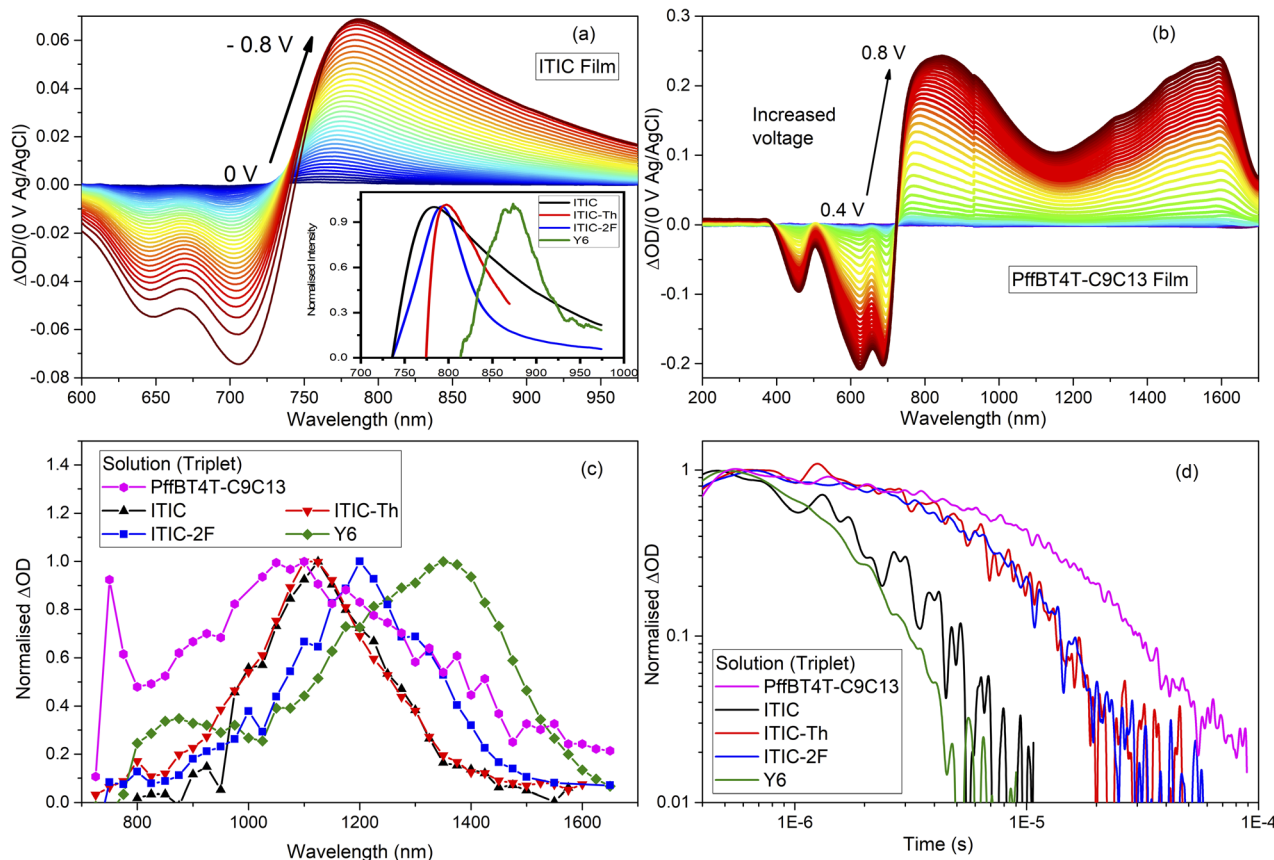 (a)
- 0.8 V
ITIC Film
0 V
ΔOD/(0 V Ag/AgCl)
0.06
0.04
0.02
0.00
-0.02
-0.04
-0.06
-0.08
600 650 700 750 800 850 900 950
Wavelength (nm)
Normalised Intensity
1.0
0.9
0.6
0.3
0.0
700 750 800 850 900 950 1000
ITIC
ITIC-Th
ITIC-2F
Y6
(b)
0.8 V
Increased
voltage
0.4 V
PffBT4T-C9C13 Film
ΔOD/(0 V Ag/AgCl)
0.3
0.2
0.1
0.0
-0.1
-0.2
200 400 600 800 1000 1200 1400 1600
Wavelength (nm)
(c)
Solution (Triplet)
PffBT4T-C9C13
ITIC ITIC-Th
ITIC-2F Y6
Normalised ΔOD
1.4
1.2
1.0
0.8
0.6
0.4
0.2
0.0
800 1000 1200 1400 1600
Wavelength (nm)
(d)
Normalised ΔOD
1
0.1
0.01
Solution (Triplet)
PffBT4T-C9C13
ITIC
ITIC-Th
ITIC-2F
Y6
1E-6 1E-5 1E-4
Time (s)